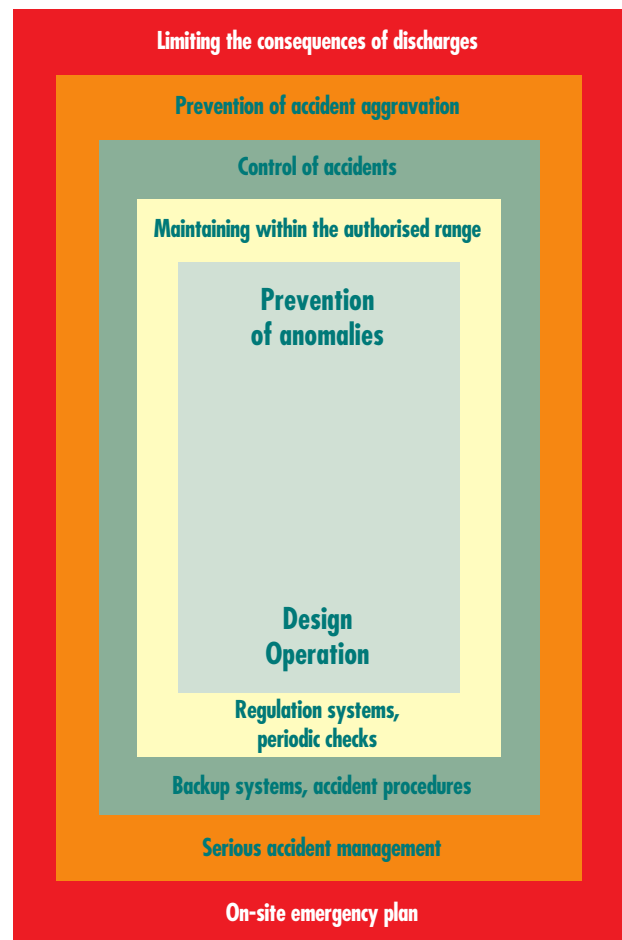 Limiting the consequences of discharges
Prevention of accident aggravation
Control of accidents
Maintaining within the authorised range
Prevention
of anomalies
Design
Operation
Regulation systems,
periodic checks
Backup systems, accident procedures
Serious accident management
On-site emergency plan